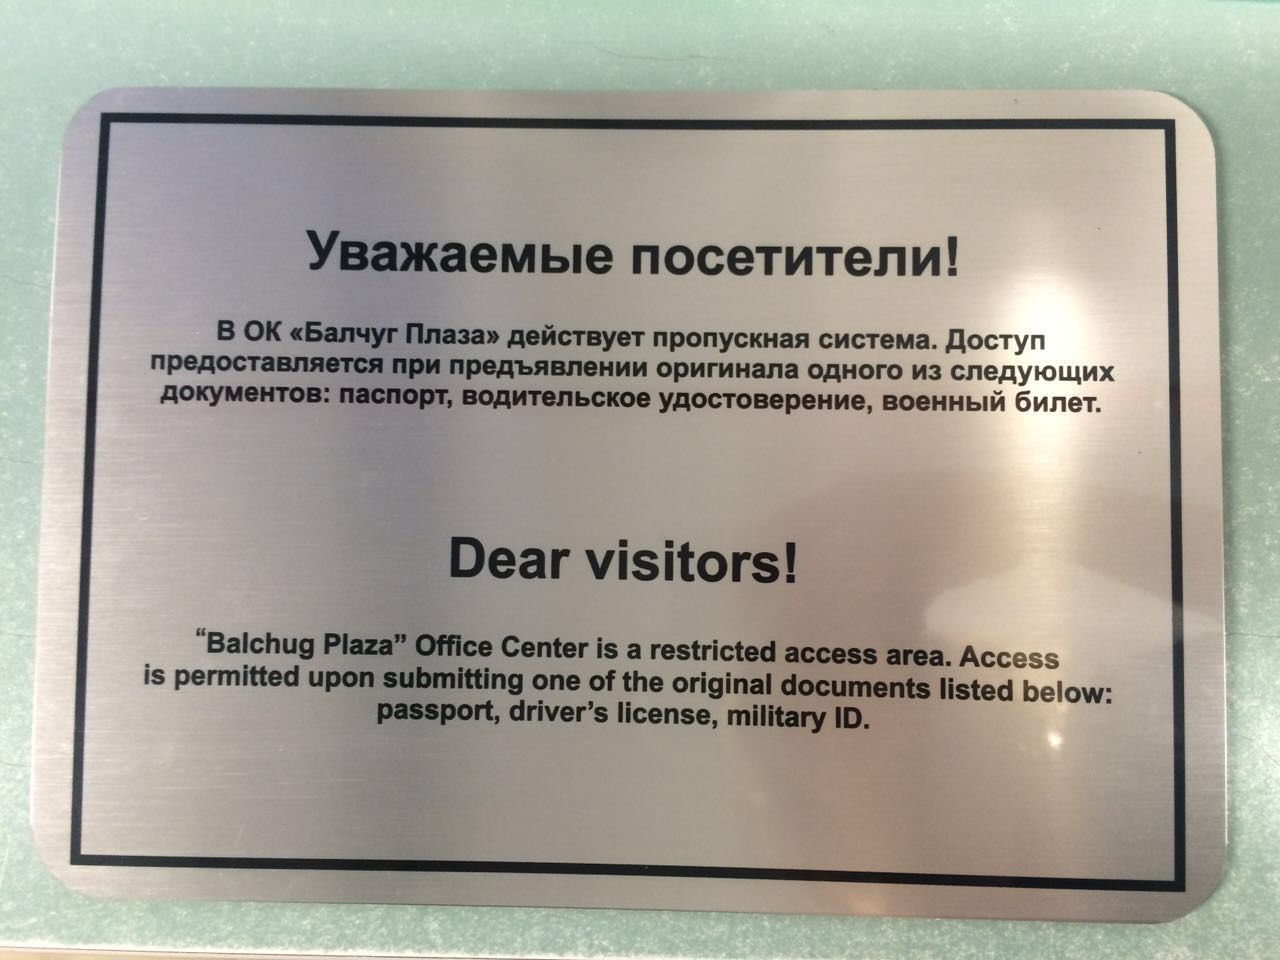 Уважаемые посетители!
В ОК «Балчуг Плаза» действует пропускная система. Доступ
предоставляется при предъявлении оригинала одного из следующих
документов: паспорт, водительское удостоверение, военный билет.
Dear visitors!
“Balchug Plaza” Office Center is a restricted access area. Access
is permitted upon submitting one of the original documents listed below:
passport, driver’s license, military ID.